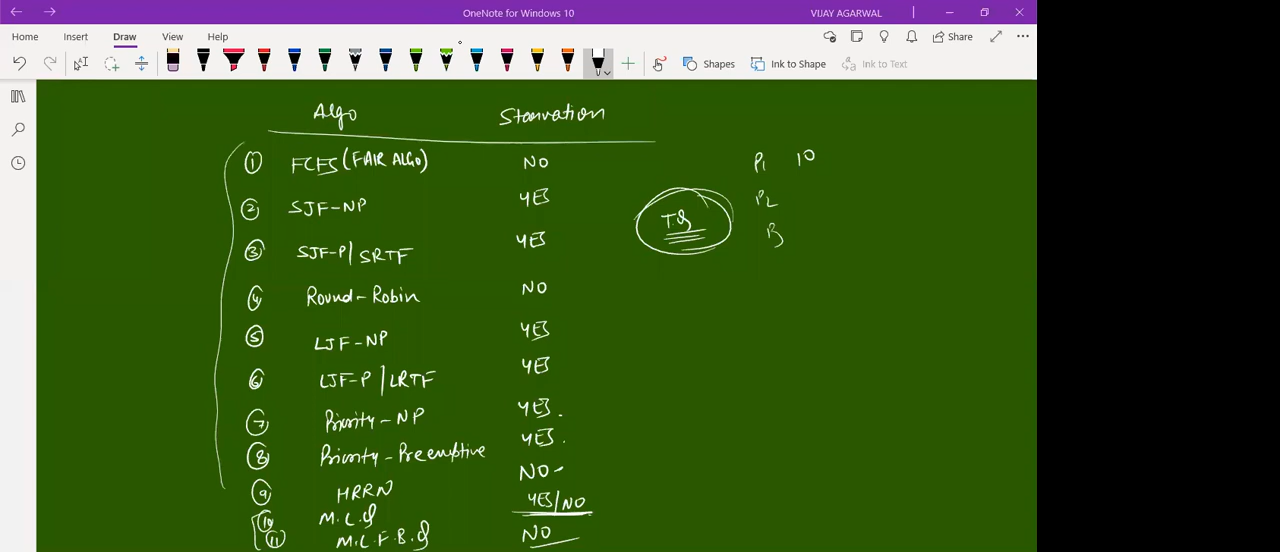 OneNote for Windows 10
VIJAY AGARWAL
Home Insert Draw View Help
Share
Shapes Ink to Shape Ink to Text
Algo Starvation
1 FCFS (FAIR ALGO) NO
2 SJF-NP YES
3 SJF-P/SRTF YES
4 Round-Robin NO
5 LJF-NP YES
6 LJF-P/LRTF YES
7 Priority-NP YES.
8 Priority-Preemptive YES.
9 HRRN NO-
10 M.L.Q YES/NO
11 M.L.F.B.Q NO
T.Q
P1 10
P2